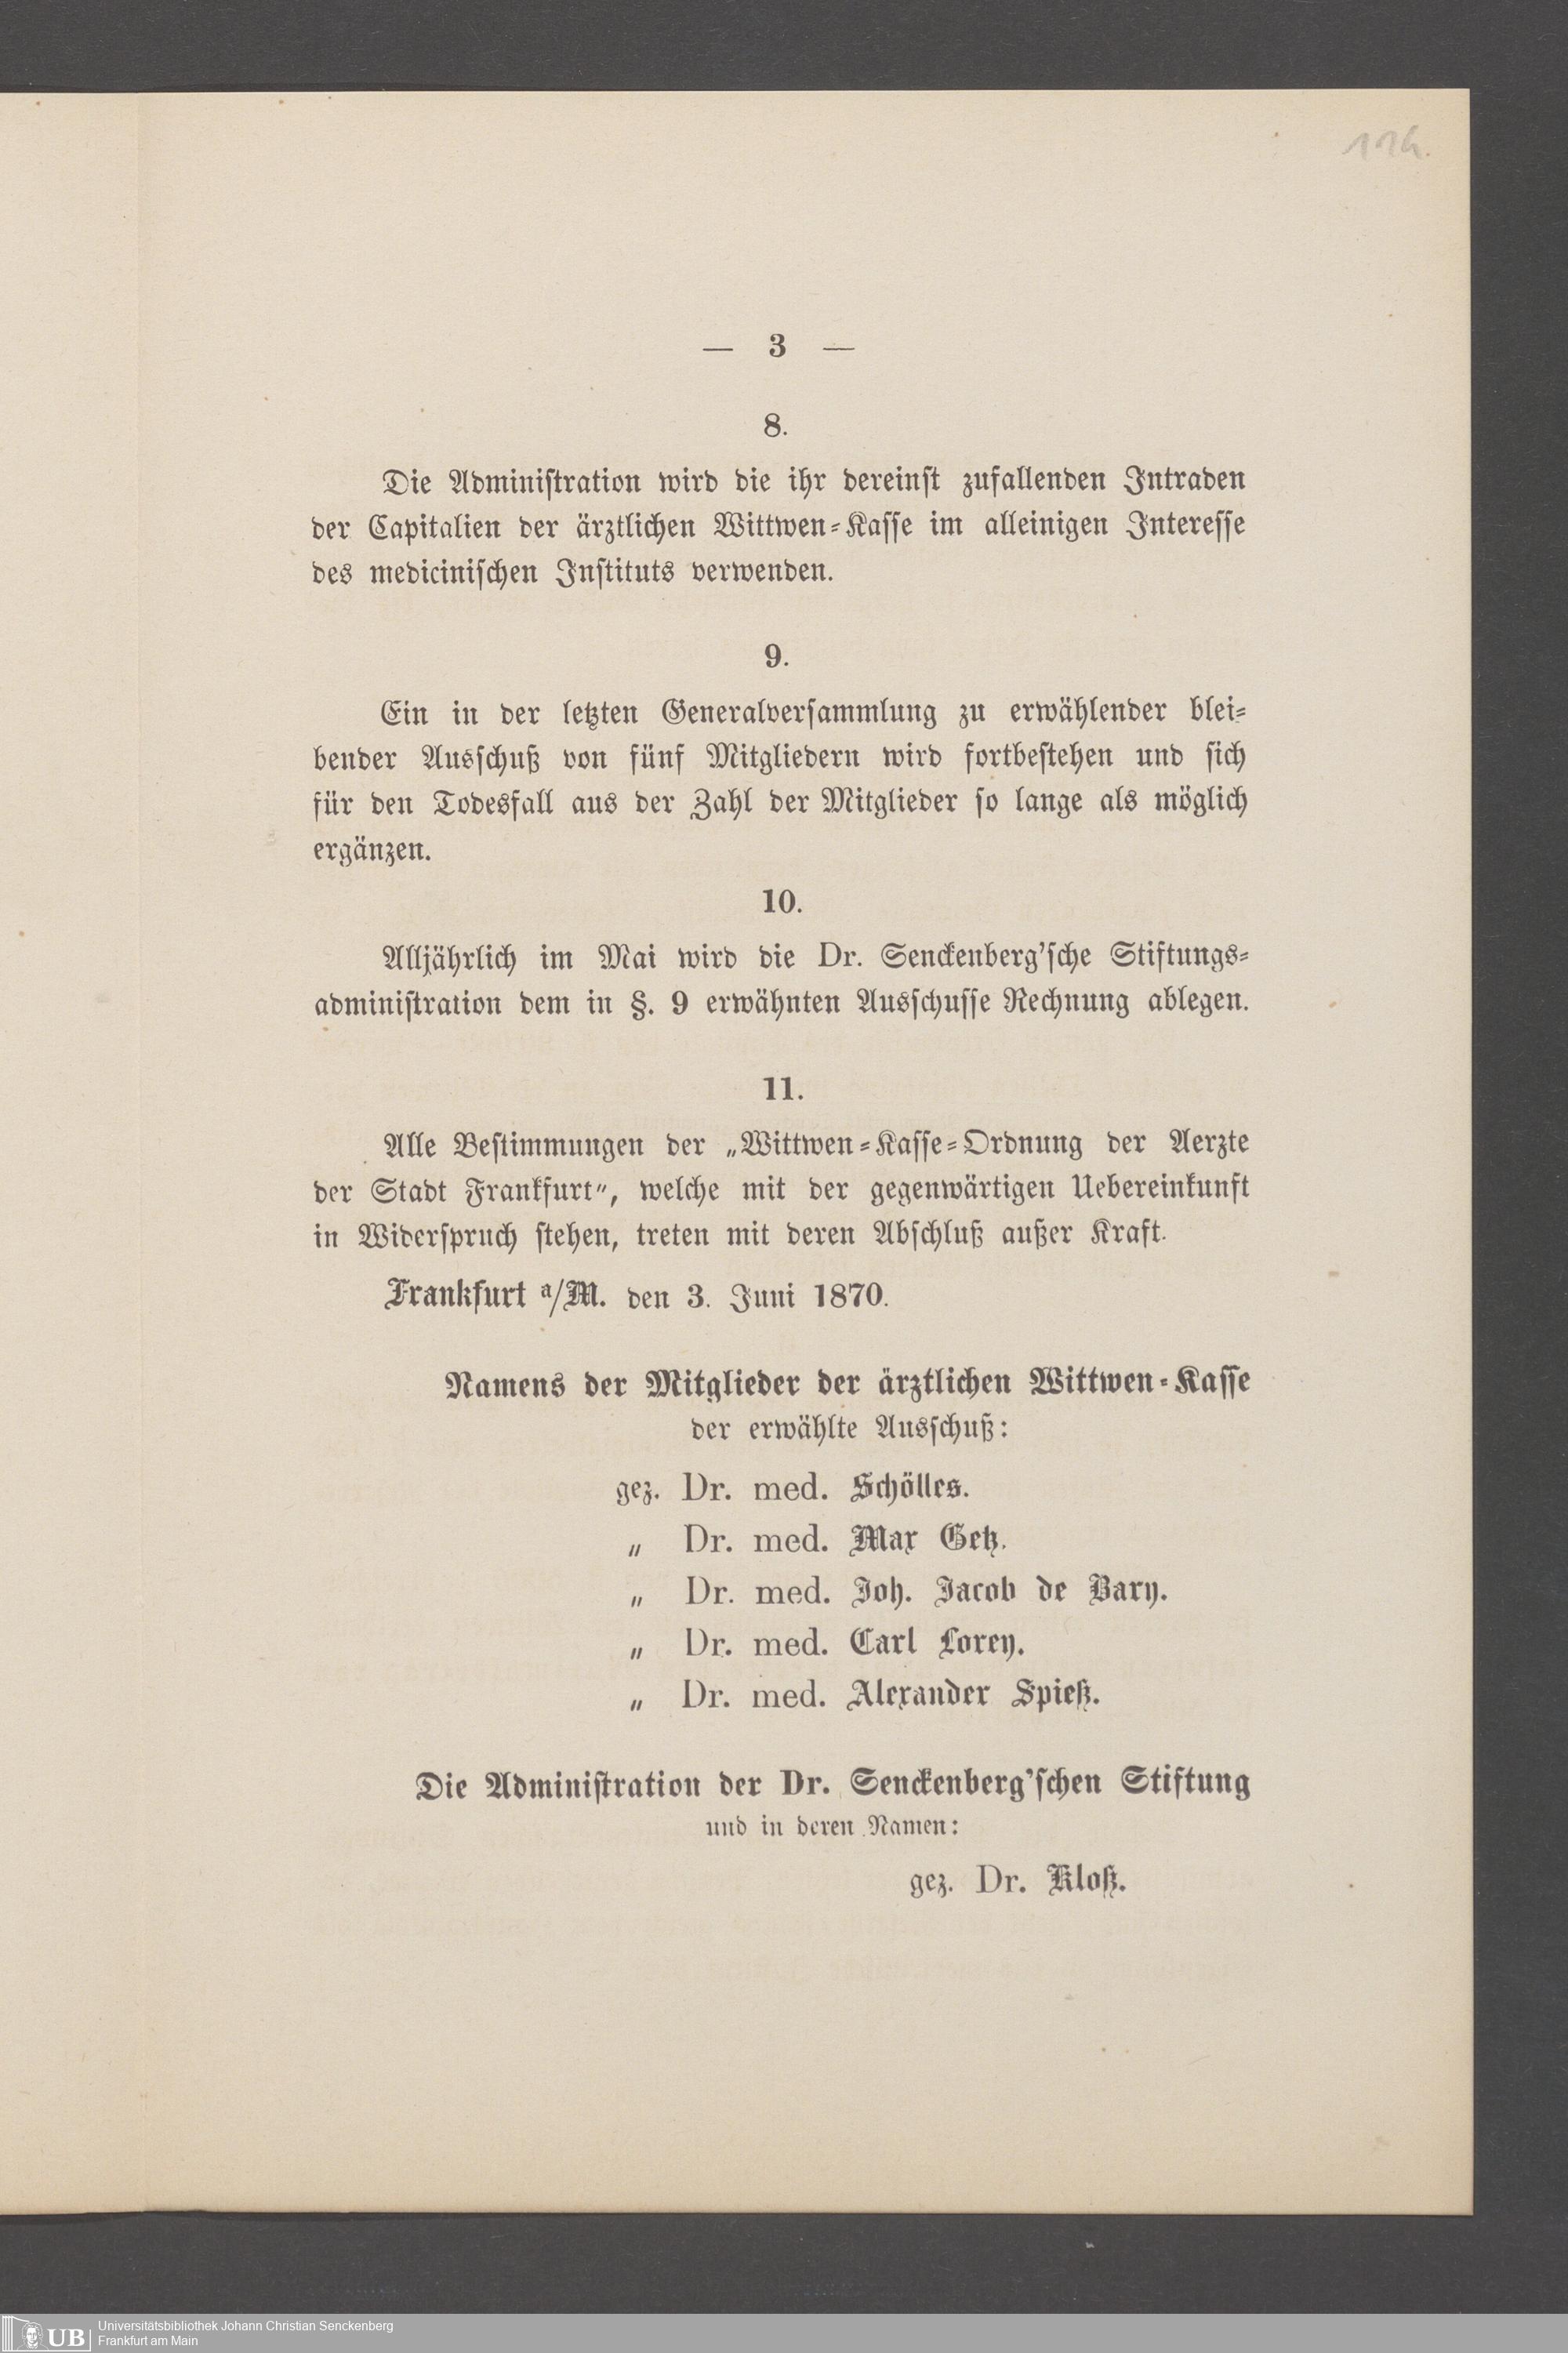 — 3 —
8.
Die Administration wird die ihr dereinst zufallenden Intraden
der Capitalien der ärztlichen Wittwen-Kasse im alleinigen Interesse
des medicinischen Instituts verwenden.
9.
Ein in der letzten Generalversammlung zu erwählender blei-
bender Ausschuß von fünf Mitgliedern wird fortbestehen und sich
für den Todesfall aus der Zahl der Mitglieder so lange als möglich
ergänzen.
10.
Alljährlich im Mai wird die Dr. Senckenberg'sche Stiftungs-
administration dem in §. 9 erwähnten Ausschusse Rechnung ablegen.
11.
Alle Bestimmungen der „Wittwen-Kasse-Ordnung der Aerzte
der Stadt Frankfurt“, welche mit der gegenwärtigen Uebereinkunft
in Widerspruch stehen, treten mit deren Abschluß außer Kraft.
Frankfurt a/M. den 3. Juni 1870.
Namens der Mitglieder der ärztlichen Wittwen-Kasse
der erwählte Ausschuß:
gez. Dr. med. Schölles.
„ Dr. med. Max Getz.
„ Dr. med. Joh. Jacob de Bary.
„ Dr. med. Carl Lorey.
„ Dr. med. Alexander Spieß.
Die Administration der Dr. Senckenberg'schen Stiftung
und in deren Namen:
gez. Dr. Kloß.
UB
Universitätsbibliothek Johann Christian Senckenberg
Frankfurt am Main